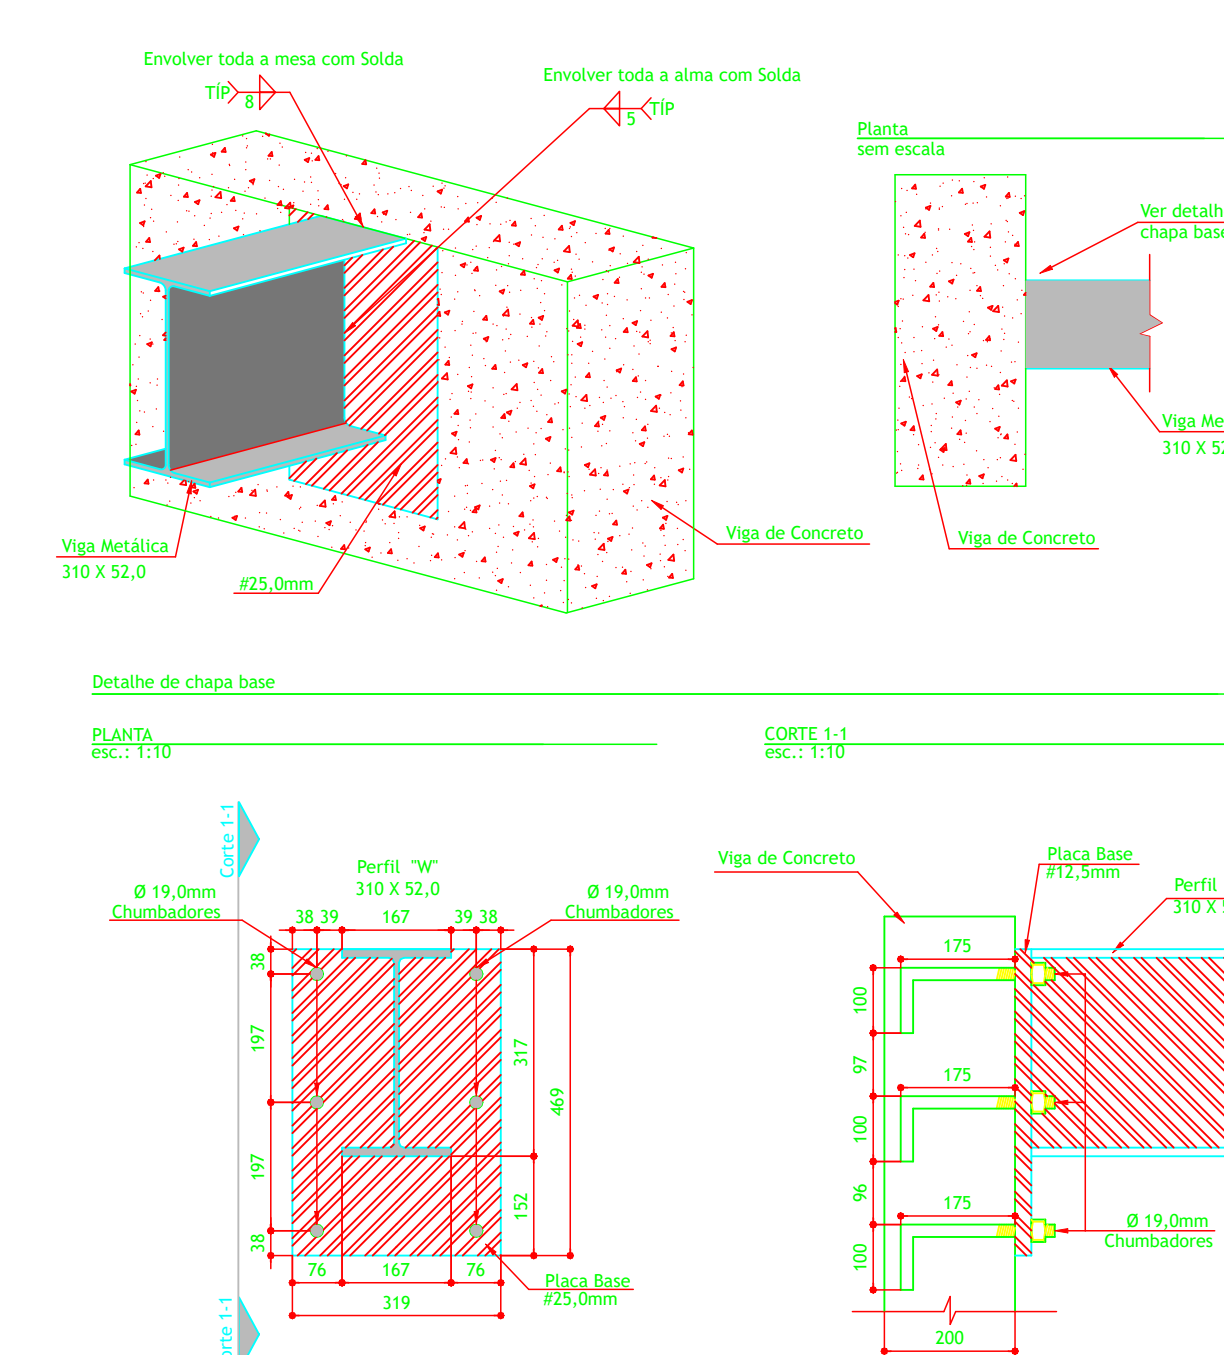 Envolver toda a mesa com Solda
TÍP
8
Envolver toda a alma com Solda
5
TÍP
Viga Metálica
310 X 52,0
#25,0mm
Viga de Concreto
Planta
sem escala
Ver detalh
chapa base
Viga Me
310 X 52
Viga de Concreto
Detalhe de chapa base
PLANTA
esc.: 1:10
Corte 1-1
Perfil "W"
310 X 52,0
Ø 19,0mm
Chumbadores
Ø 19,0mm
Chumbadores
38 39 167 39 38
38
197
197
38
317
152
469
76 167 76
319
Placa Base
#25,0mm
rte 1-1
CORTE 1-1
esc.: 1:10
Viga de Concreto
Placa Base
#12,5mm
Perfil
310 X
175
100
97
175
100
96
175
100
Ø 19,0mm
Chumbadores
200